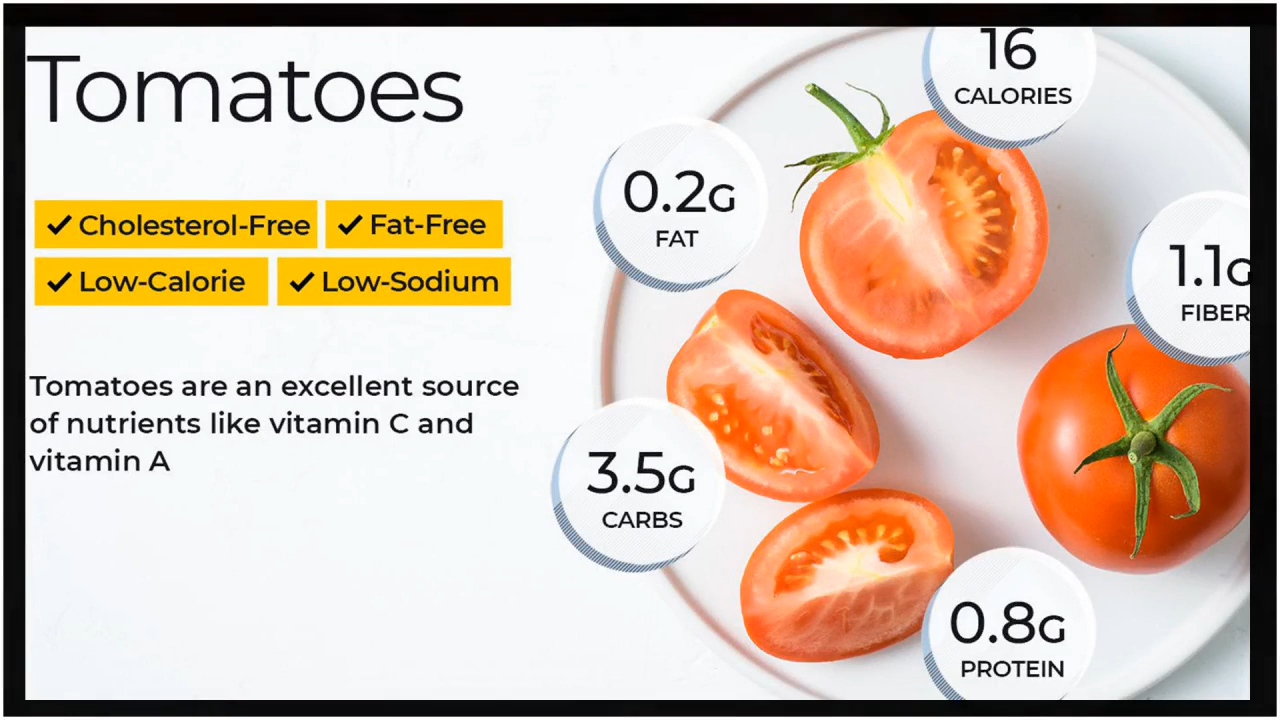 Tomatoes
✔ Cholesterol-Free ✔ Fat-Free
✔ Low-Calorie ✔ Low-Sodium
Tomatoes are an excellent source
of nutrients like vitamin C and
vitamin A
16
CALORIES
0.2G
FAT
1.1G
FIBER
3.5G
CARBS
0.8G
PROTEIN